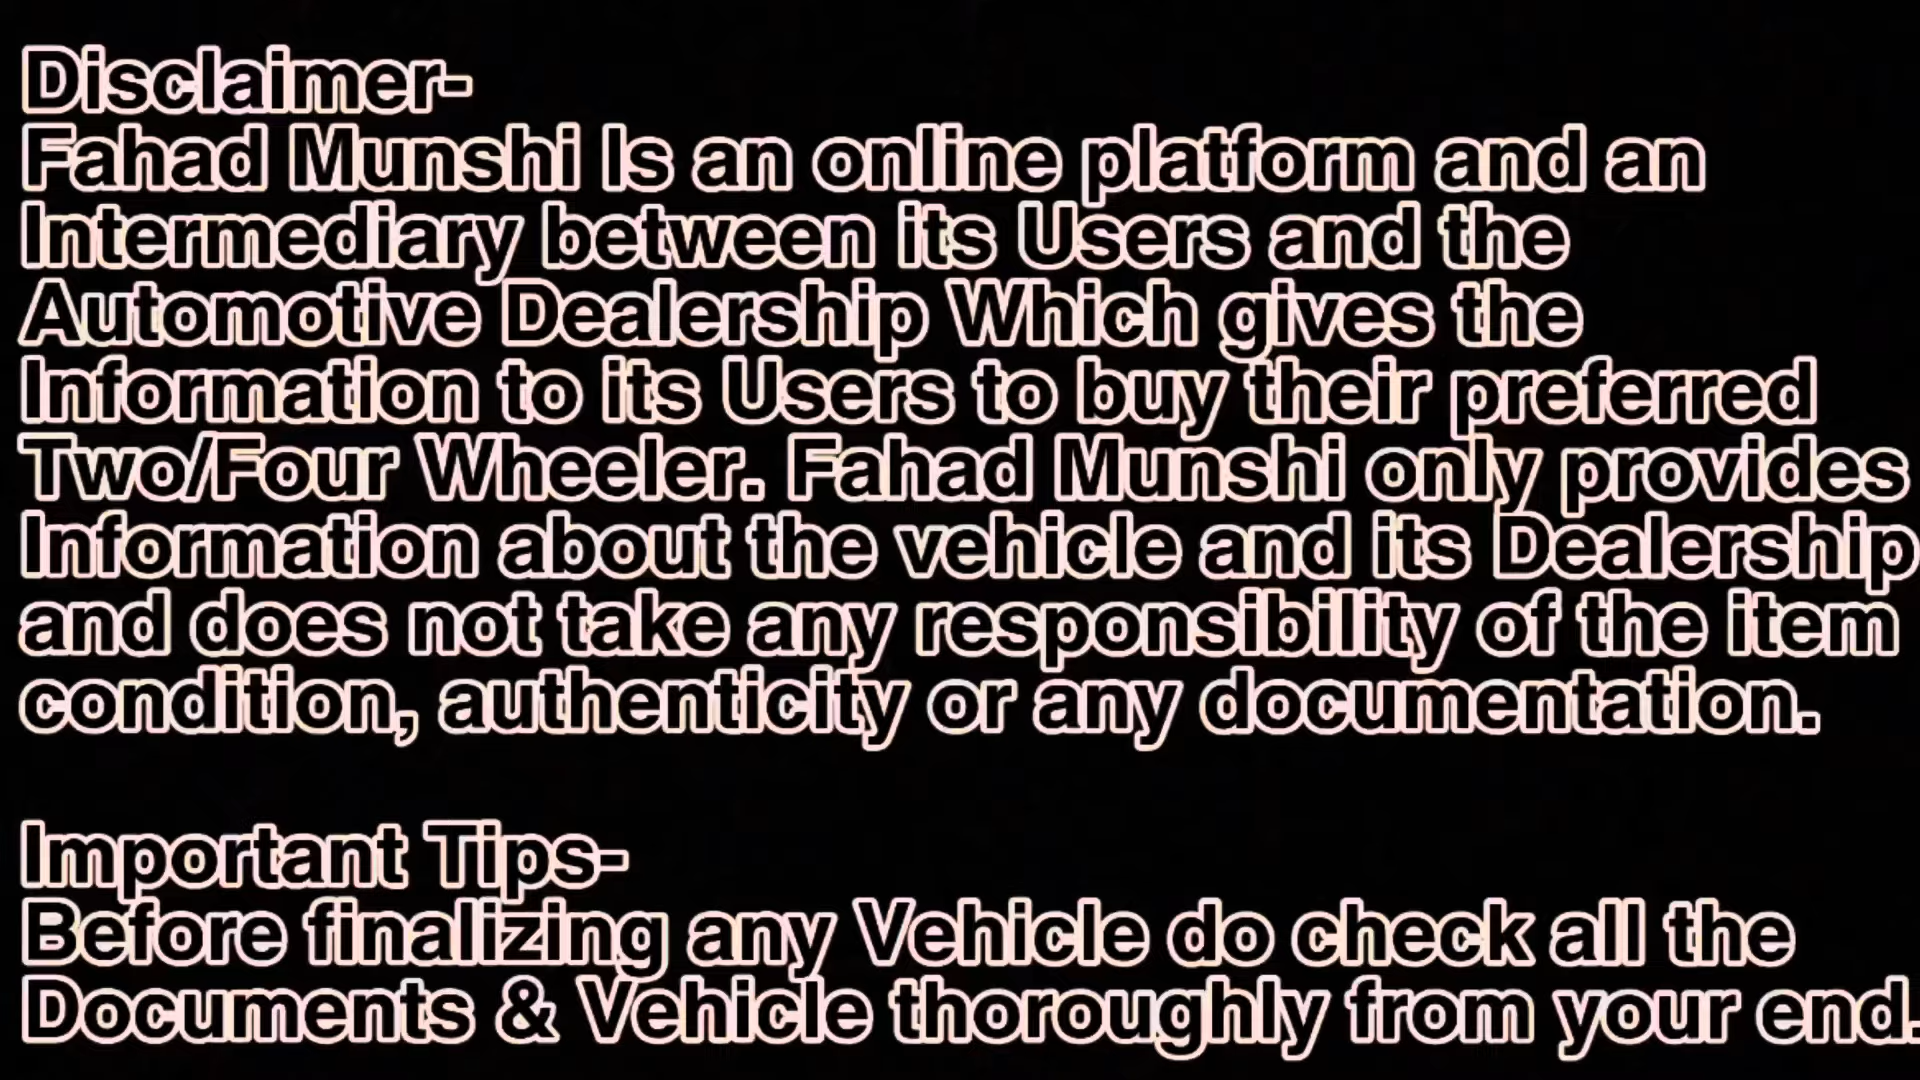 Disclaimer-
Fahad Munshi Is an online platform and an
Intermediary between its Users and the
Automotive Dealership Which gives the
Information to its Users to buy their preferred
Two/Four Wheeler. Fahad Munshi only provides
Information about the vehicle and its Dealership
and does not take any responsibility of the item
condition, authenticity or any documentation.
Important Tips-
Before finalizing any Vehicle do check all the
Documents & Vehicle thoroughly from your end.